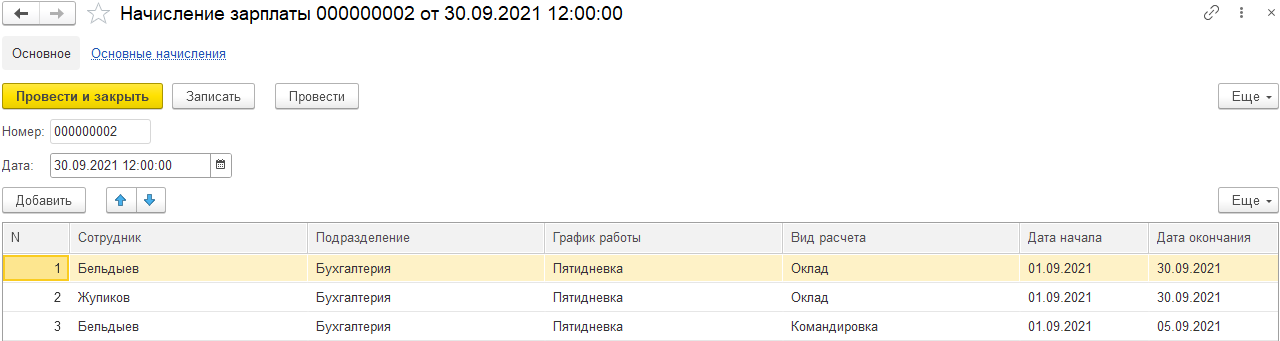 Начисление зарплаты 000000002 от 30.09.2021 12:00:00
Основное Основные начисления
Провести и закрыть Записать Провести Еще
Номер: 000000002
Дата: 30.09.2021 12:00:00
Добавить Еще
N Сотрудник Подразделение График работы Вид расчета Дата начала Дата окончания
1 Бельдыев Бухгалтерия Пятидневка Оклад 01.09.2021 30.09.2021
2 Жупиков Бухгалтерия Пятидневка Оклад 01.09.2021 30.09.2021
3 Бельдыев Бухгалтерия Пятидневка Командировка 01.09.2021 05.09.2021